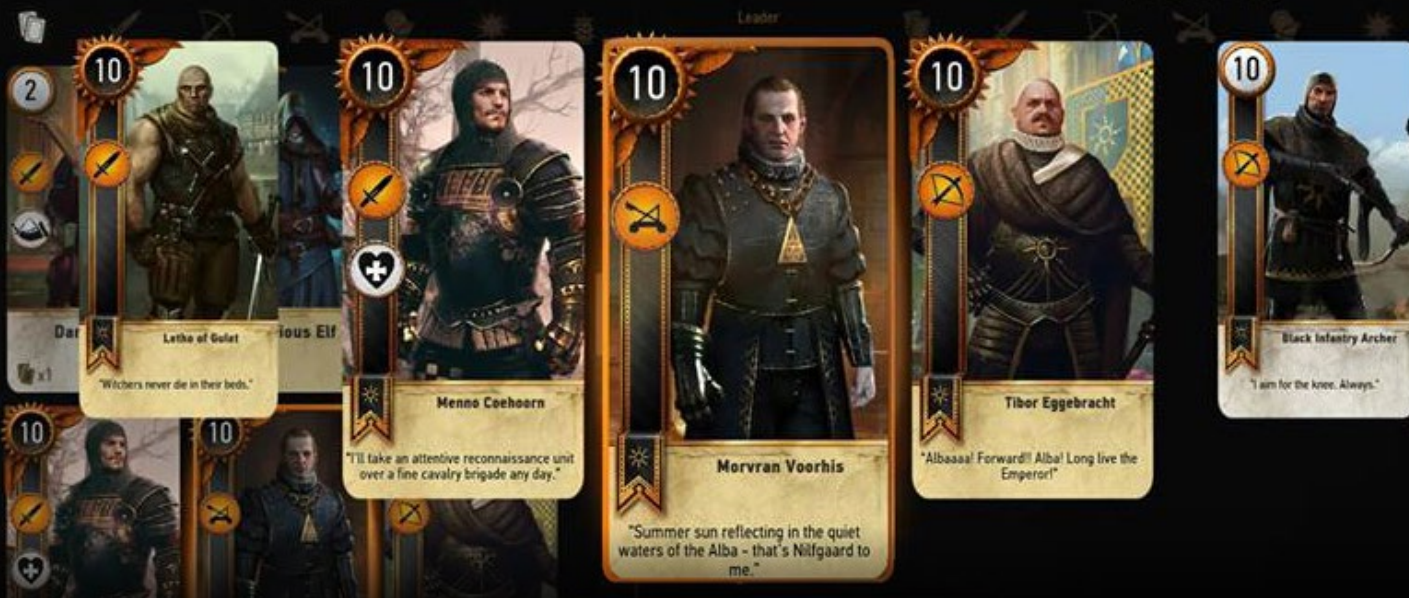 Leader
2
10
10
10
10
10
Dan
Letho of Gulet
ious Elf
"Witchers never die in their beds."
x1
Menno Coehoorn
"I'll take an attentive reconnaissance unit
over a fine cavalry brigade any day."
Morvran Voorhis
"Summer sun reflecting in the quiet
waters of the Alba - that's Nilfgaard to
me."
Tibor Eggebracht
"Albaaaa! Forward!! Alba! Long live the
Emperor!"
Black Infantry Archer
"I aim for the knee. Always."
10
10